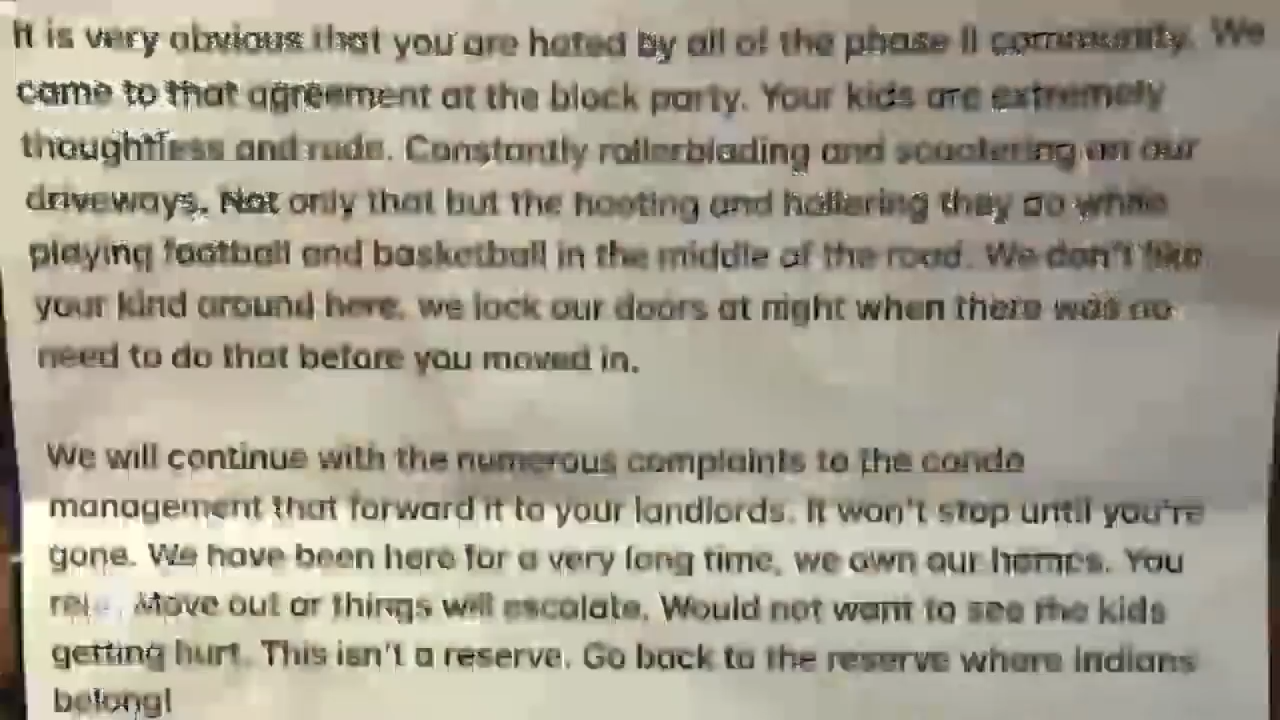 It is very obvious that you are hated by all of the phase II community. We
came to that agreement at the block party. Your kids are extremely
thoughtless and rude. Constantly rollerblading and scootering on our
driveways. Not only that but the hooting and hollering they do while
playing football and basketball in the middle of the road. We don't like
your kind around here, we lock our doors at night when there was no
need to do that before you moved in.
We will continue with the numerous complaints to the condo
management that forward it to your landlords. It won't stop until you're
gone. We have been here for a very long time, we own our homes. You
Move out or things will escalate. Would not want to see the kids
getting hurt. This isn't a reserve. Go back to the reserve where Indians
belong!